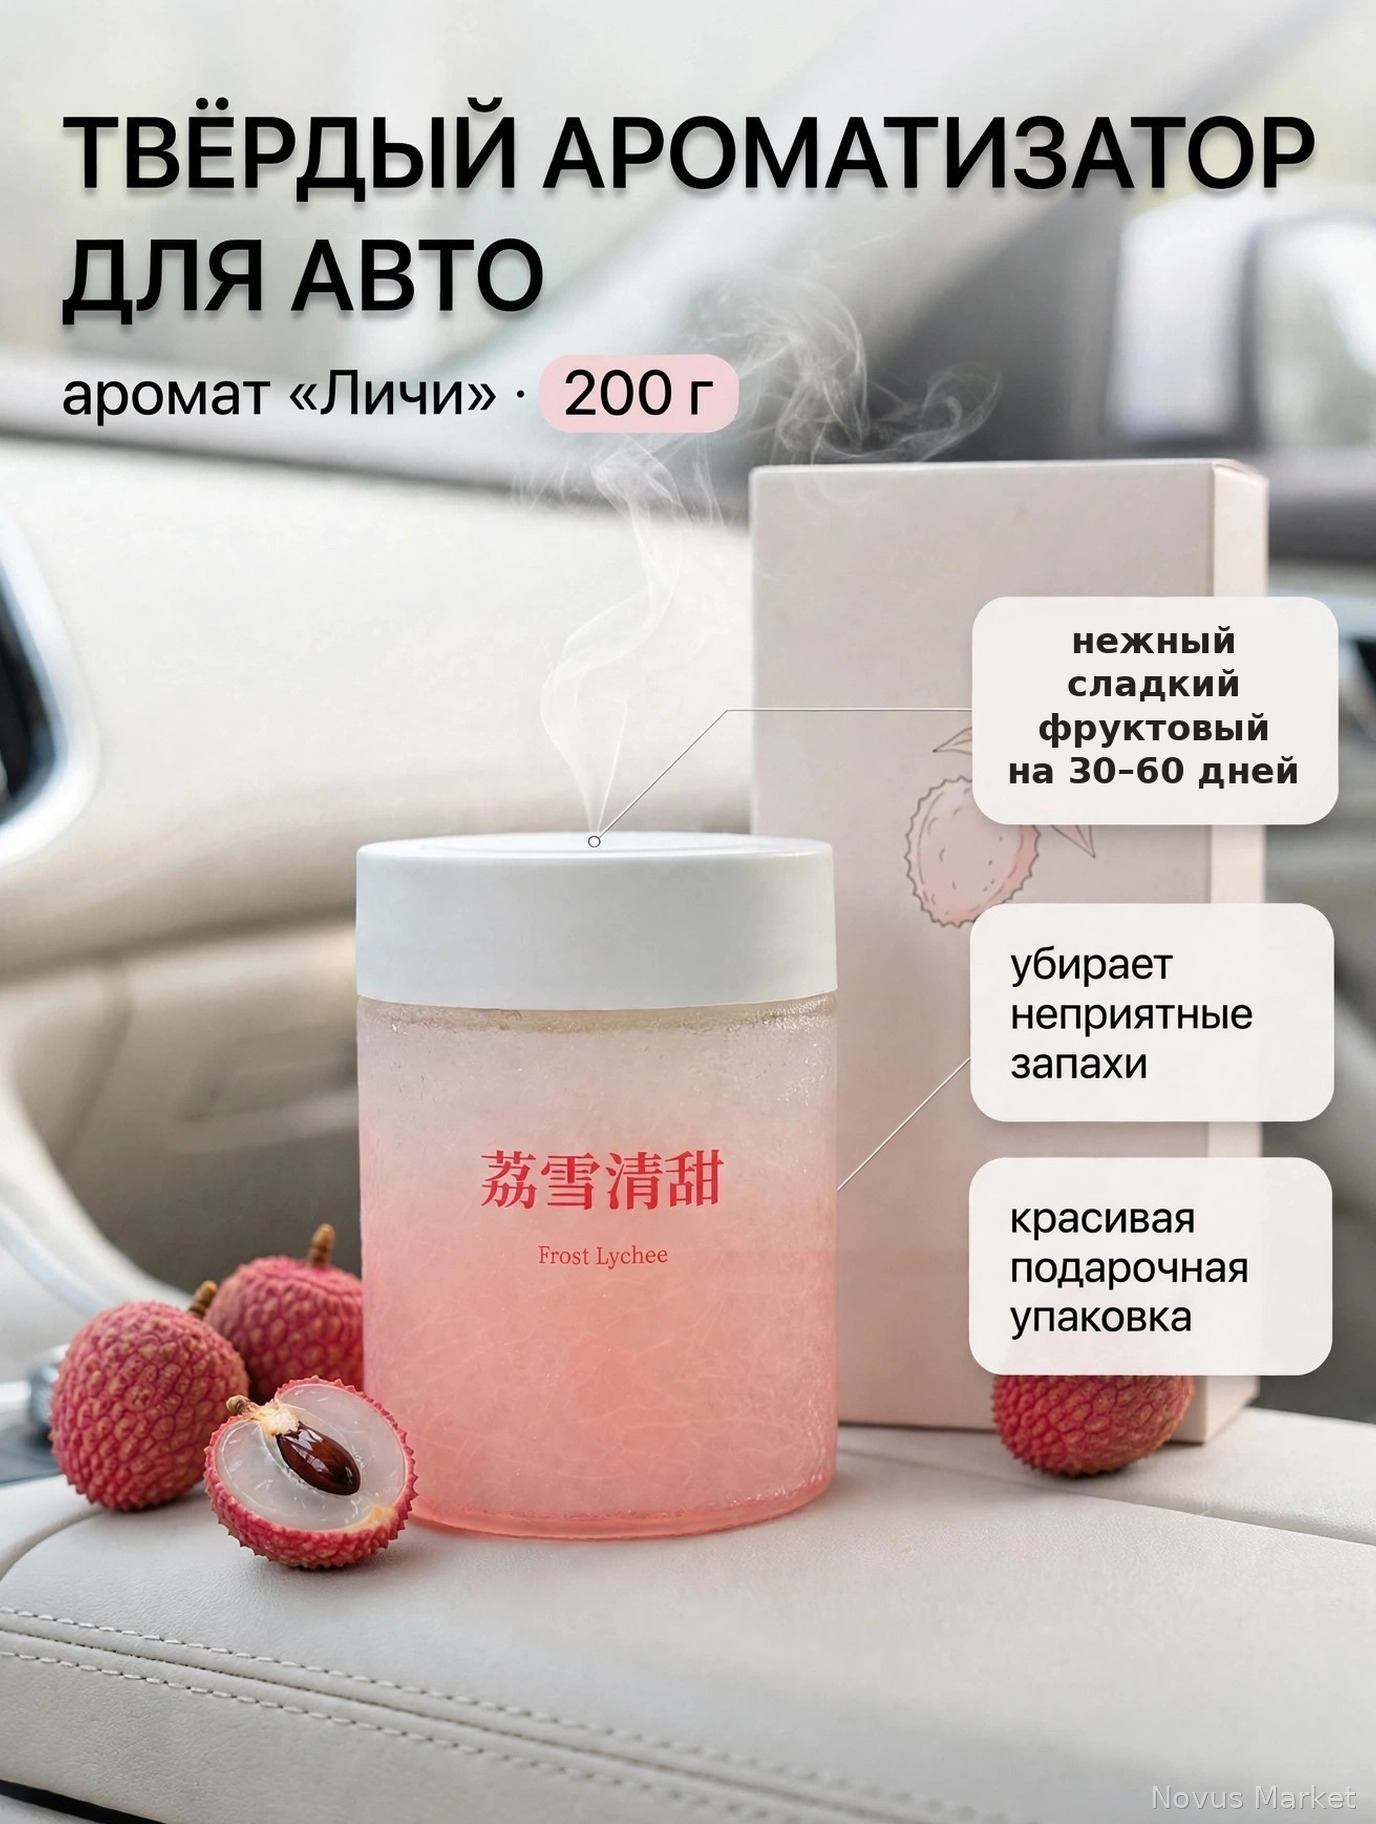 ТВЁРДЫЙ АРОМАТИЗАТОР
ДЛЯ АВТО
аромат «Личи» · 200 г
нежный
сладкий
фруктовый
на 30–60 дней
убирает
неприятные
запахи
красивая
подарочная
упаковка
荔雪清甜
Frost Lychee
Novus Market